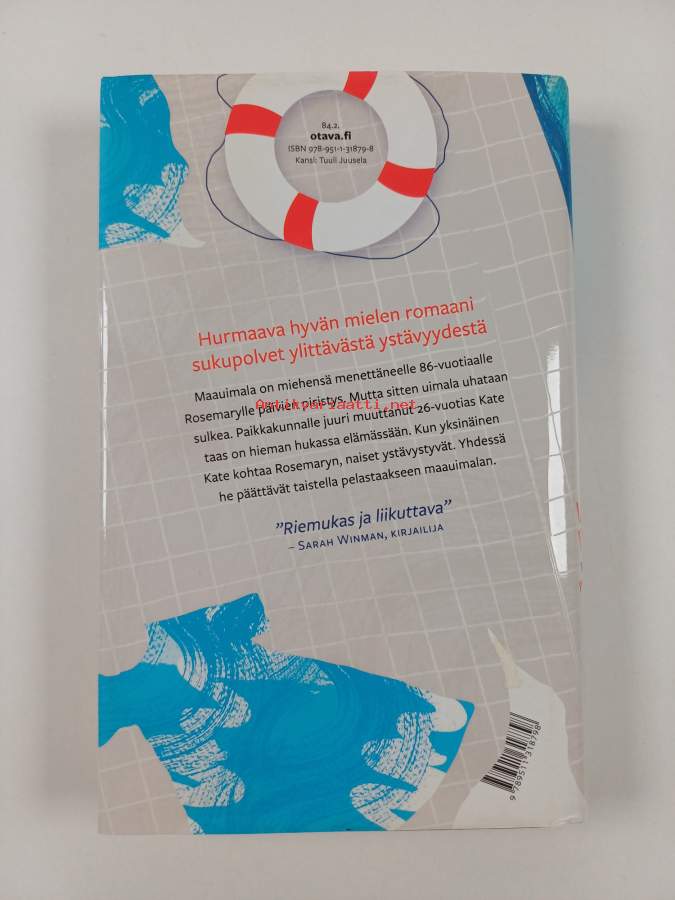 84.2.
otava.fi
ISBN 978-951-1-31879-8
Kansi: Tuuli Juusela
Hurmaava hyvän mielen romaani
sukupolvet ylittävästä ystävyydestä
Maauimala on miehensä menettäneelle 86-vuotiaalle
Rosemarylle päivien piristys. Mutta sitten uimala uhataan
Antikvariaatti.net
sulkea. Paikkakunnalle juuri muuttanut 26-vuotias Kate
taas on hieman hukassa elämässään. Kun yksinäinen
Kate kohtaa Rosemaryn, naiset ystävystyvät. Yhdessä
he päättävät taistella pelastaakseen maauimalan.
”Riemukas ja liikuttava”
– Sarah Winman, kirjailija
9 789511 318798